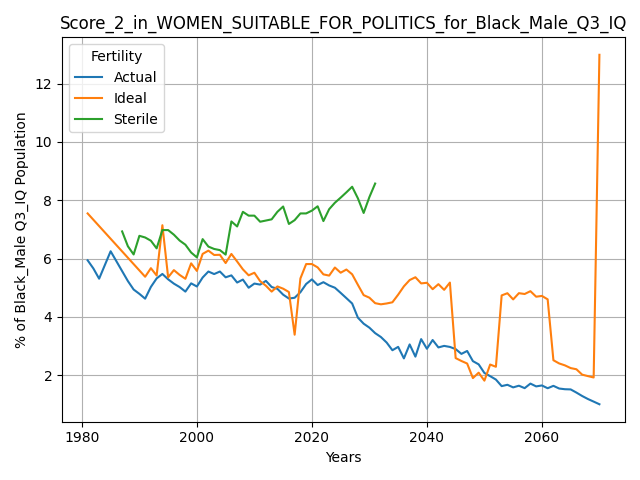 Score_2_in_WOMEN_SUITABLE_FOR_POLITICS_for_Black_Male_Q3_IQ
Fertility
Actual
Ideal
Sterile
% of Black_Male Q3_IQ Population
12
10
8
6
4
2
1980
2000
2020
2040
2060
Years